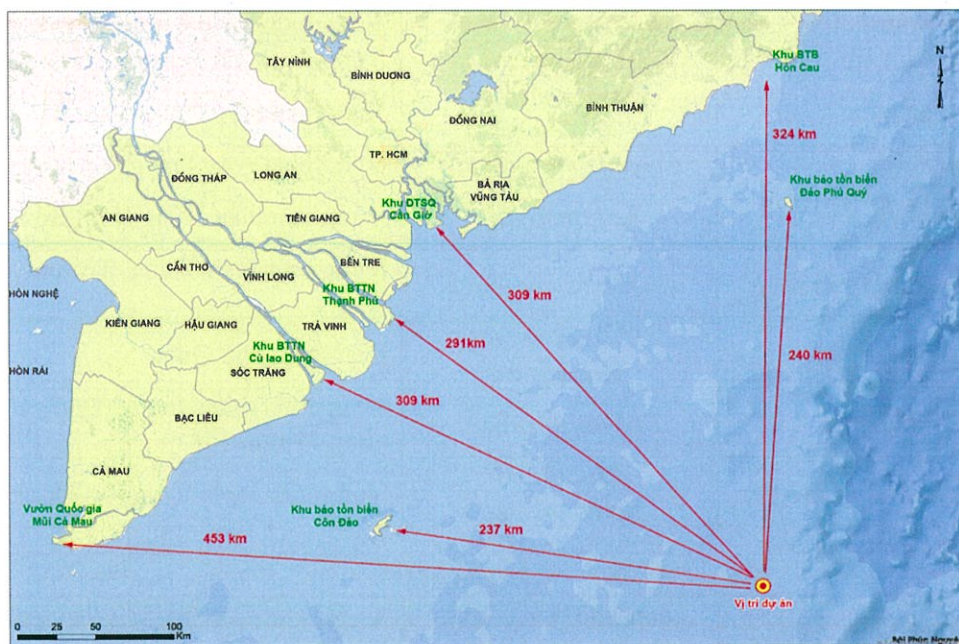 TÂY NINH
BÌNH DƯƠNG
Khu BTB
Hòn Cau
N
BÌNH THUẬN
ĐỒNG NAI
324 km
TP. HCM
ĐỒNG THÁP
LONG AN
BÀ RỊA
VŨNG TÀU
Khu bảo tồn biển
Đảo Phú Quý
AN GIANG
TIỀN GIANG
Khu DTSQ
Cần Giờ
CẦN THƠ
VĨNH LONG
BẾN TRE
Khu BTTN
Thạnh Phú
309 km
HÒN NGHỆ
KIÊN GIANG
HẬU GIANG
TRÀ VINH
291km
240 km
Khu BTTN
Cù lao Dung
HÒN RÁI
SÓC TRĂNG
309 km
BẠC LIÊU
CÀ MAU
Vườn Quốc gia
Mũi Cà Mau
Khu bảo tồn biển
Côn Đảo
237 km
453 km
Vị trí dự án
0 25 50 100
Km